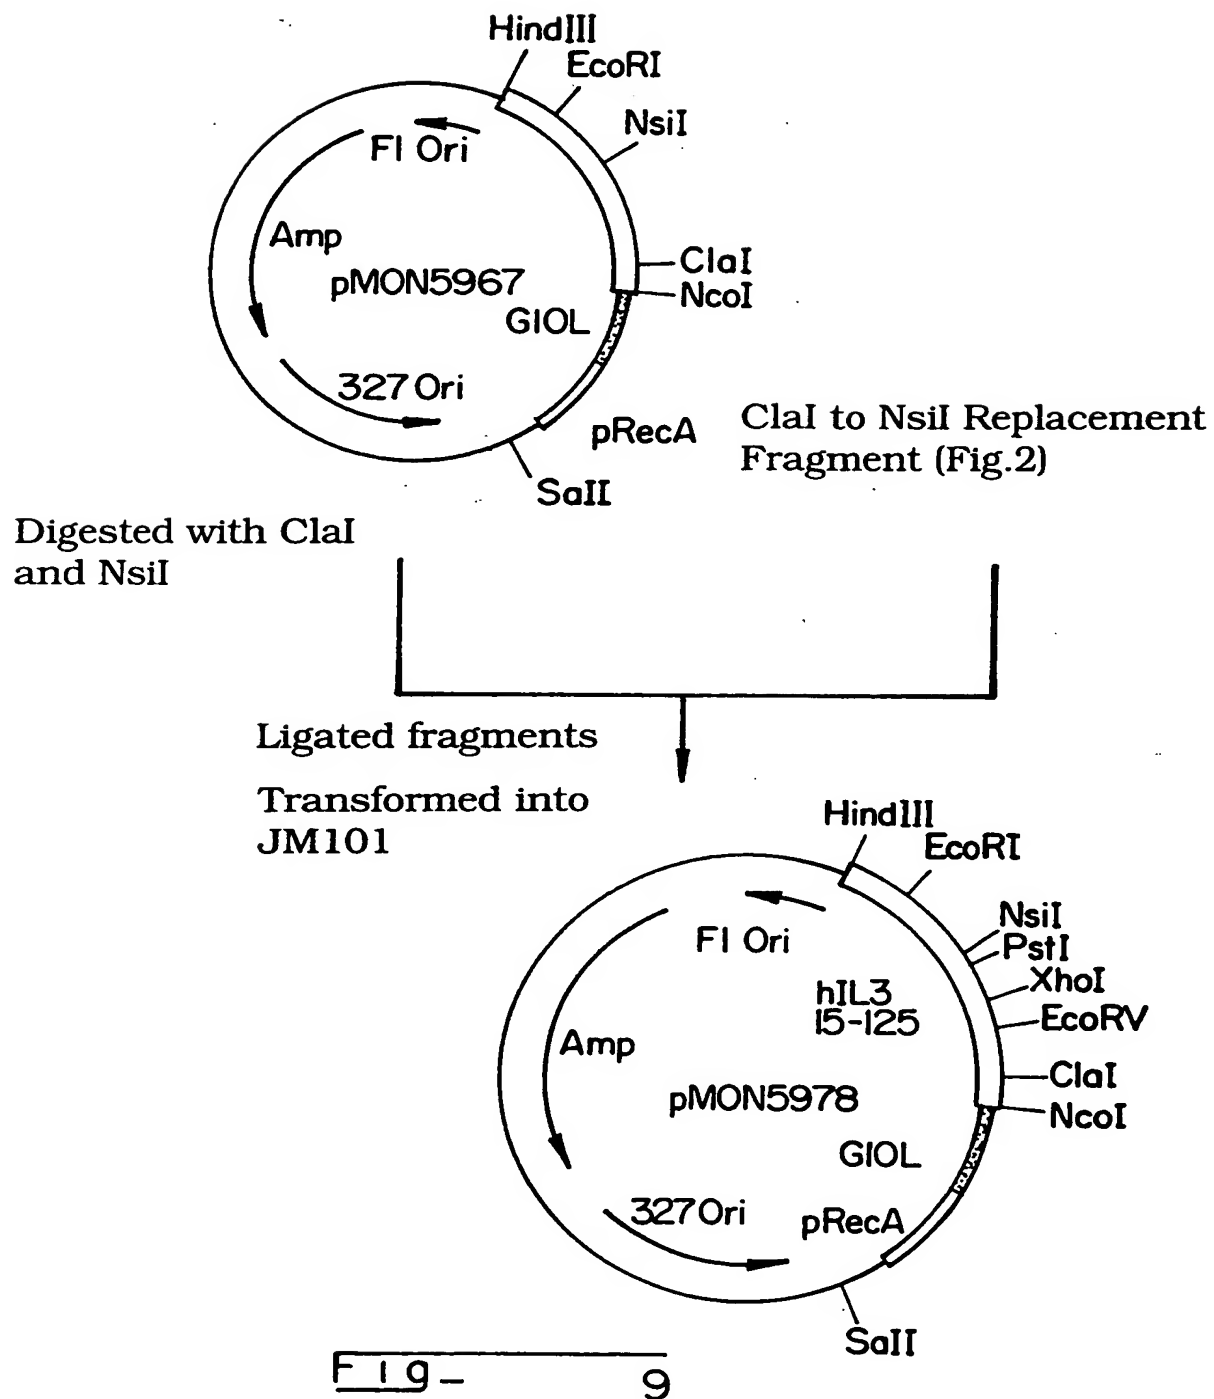 HindIII
EcoRI
NsiI
F1 Ori
Amp
ClaI
pMON5967
NcoI
G10L
327 Ori
pRecA
ClaI to NsiI Replacement
Fragment (Fig.2)
SalI
Digested with ClaI
and NsiI
Ligated fragments
Transformed into
JM101
HindIII
EcoRI
NsiI
PstI
F1 Ori
XhoI
hIL3
15-125
EcoRV
Amp
ClaI
pMON5978
NcoI
G10L
327 Ori
pRecA
SalI
Fig_ 9